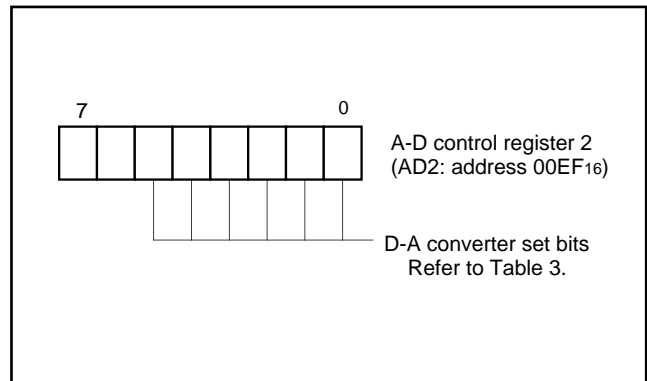 7 0
A-D control register 2
(AD2: address 00EF16)
D-A converter set bits
Refer to Table 3.